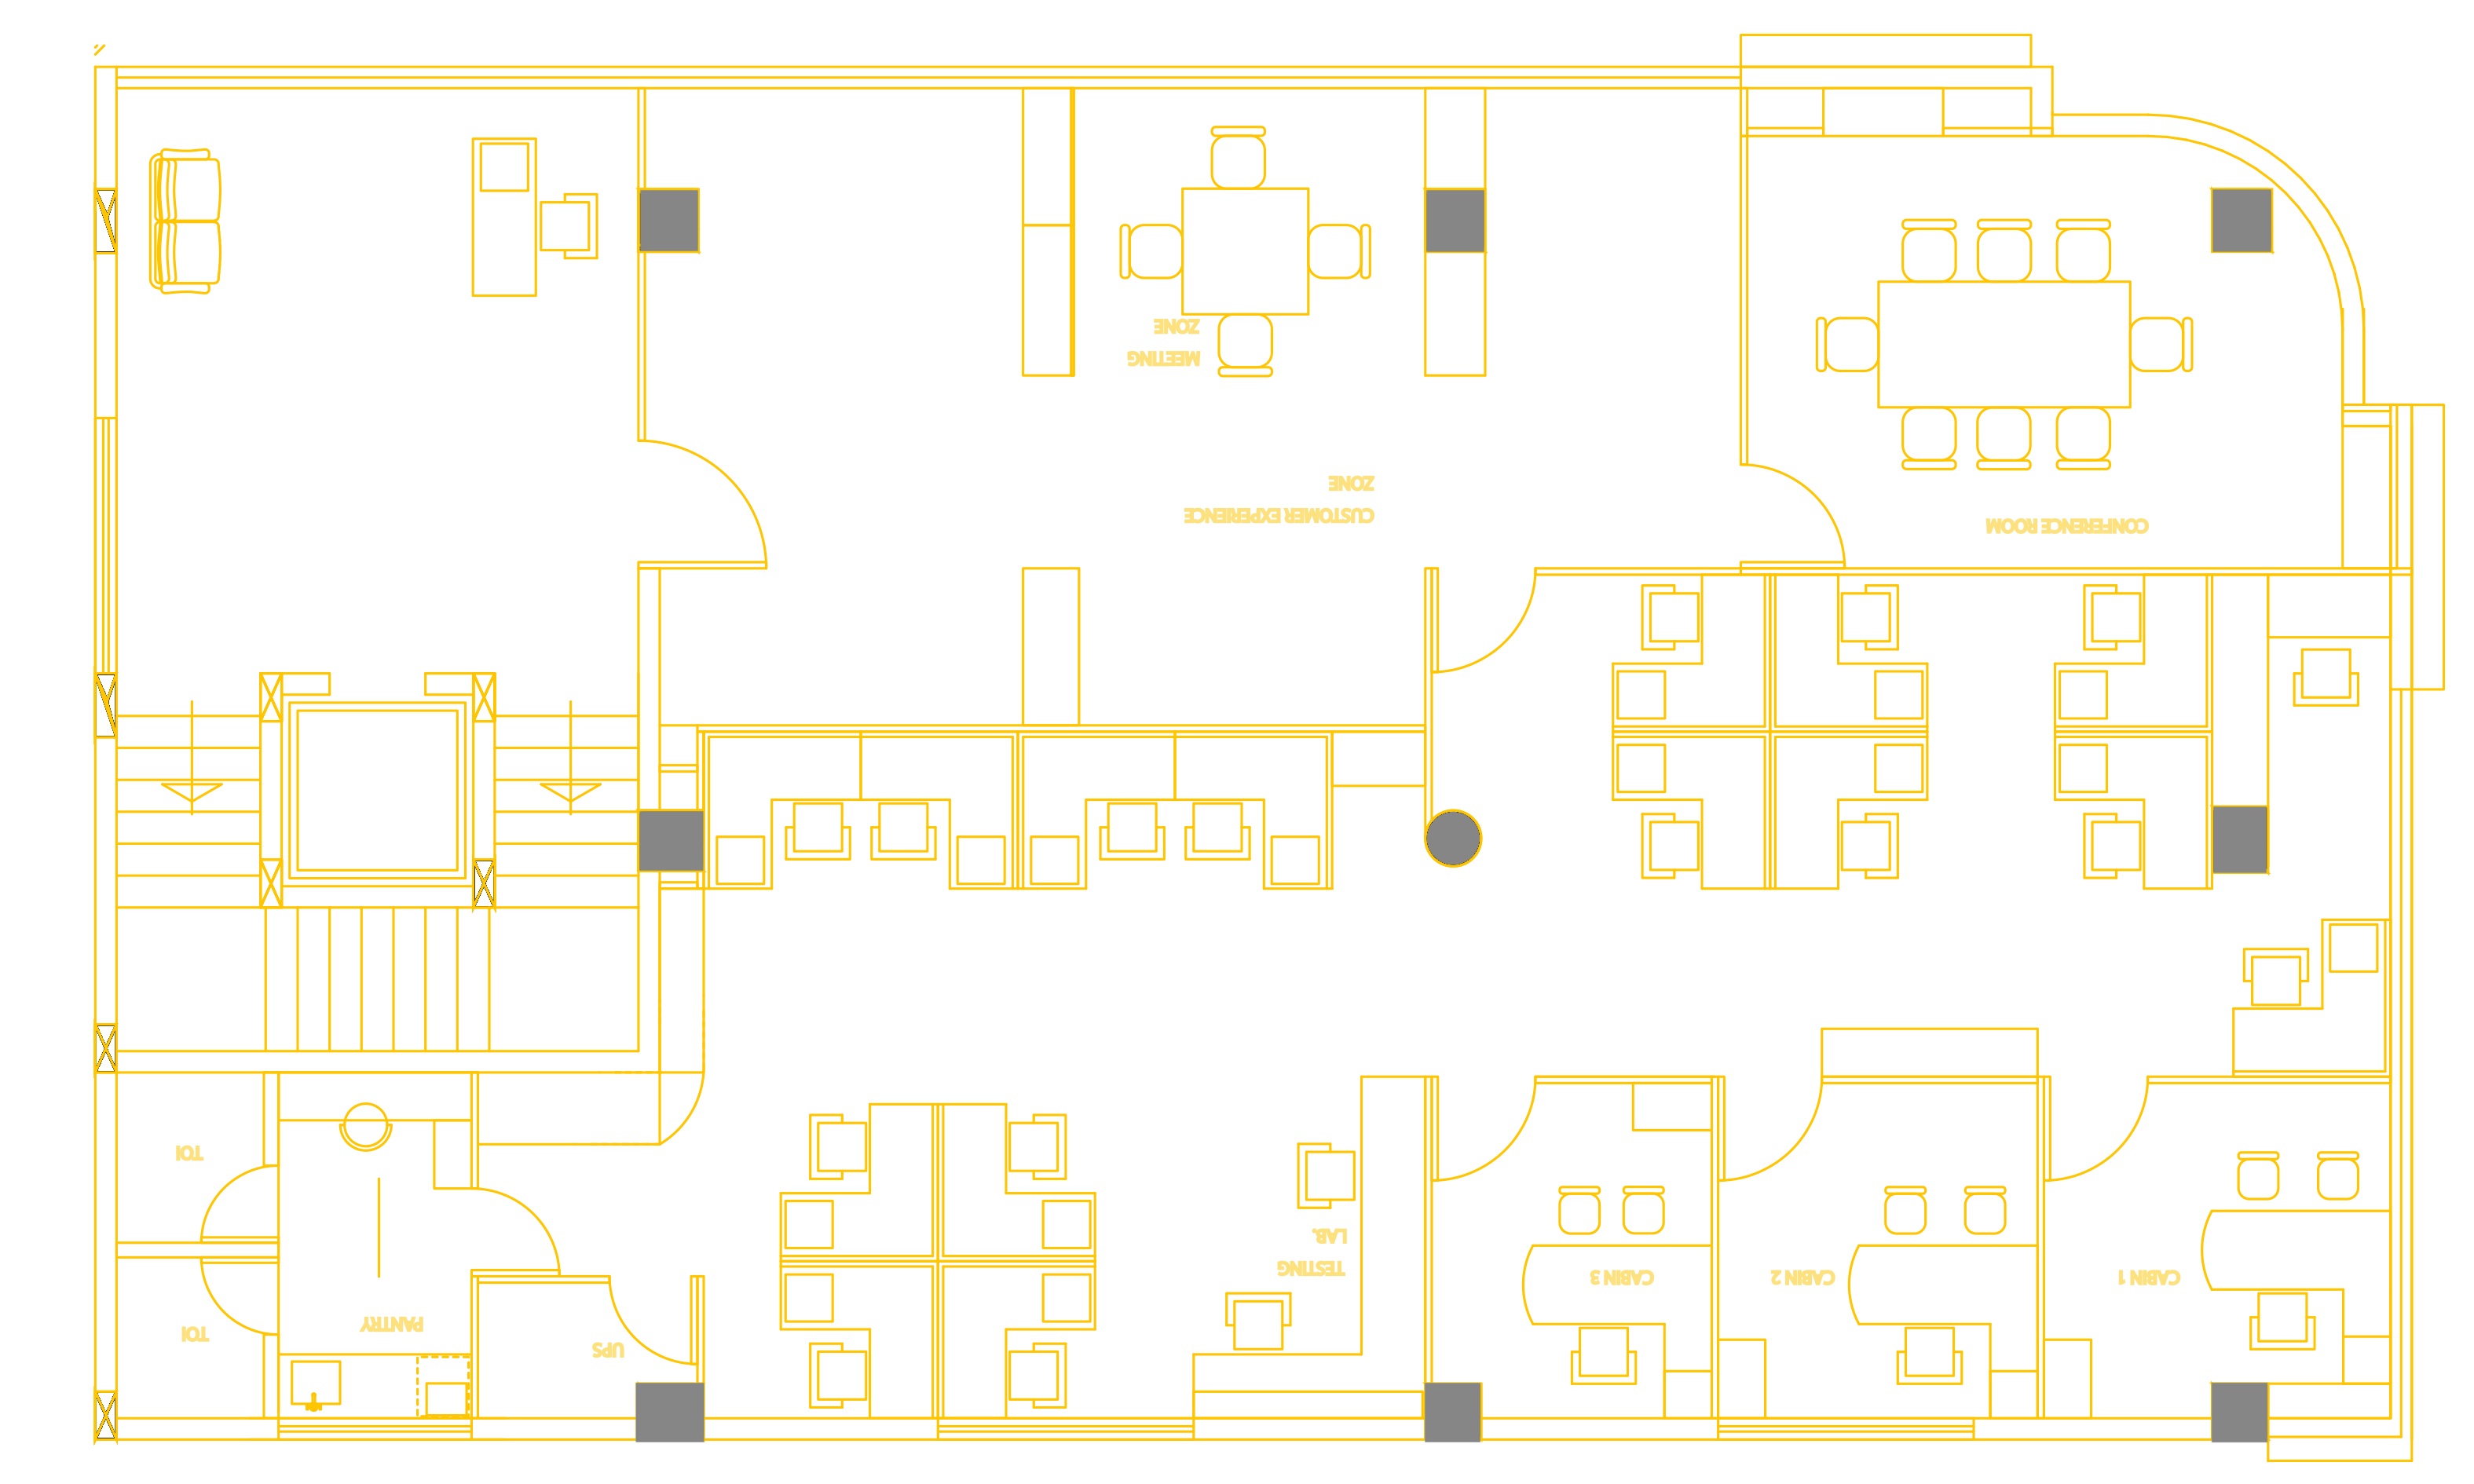 MEETING
ZONE
CUSTOMER EXPERIENCE
ZONE
CONFERENCE ROOM
TOI
TESTING
LAB.
CABIN 3
CABIN 2
CABIN 1
TOI
PANTRY
UPS